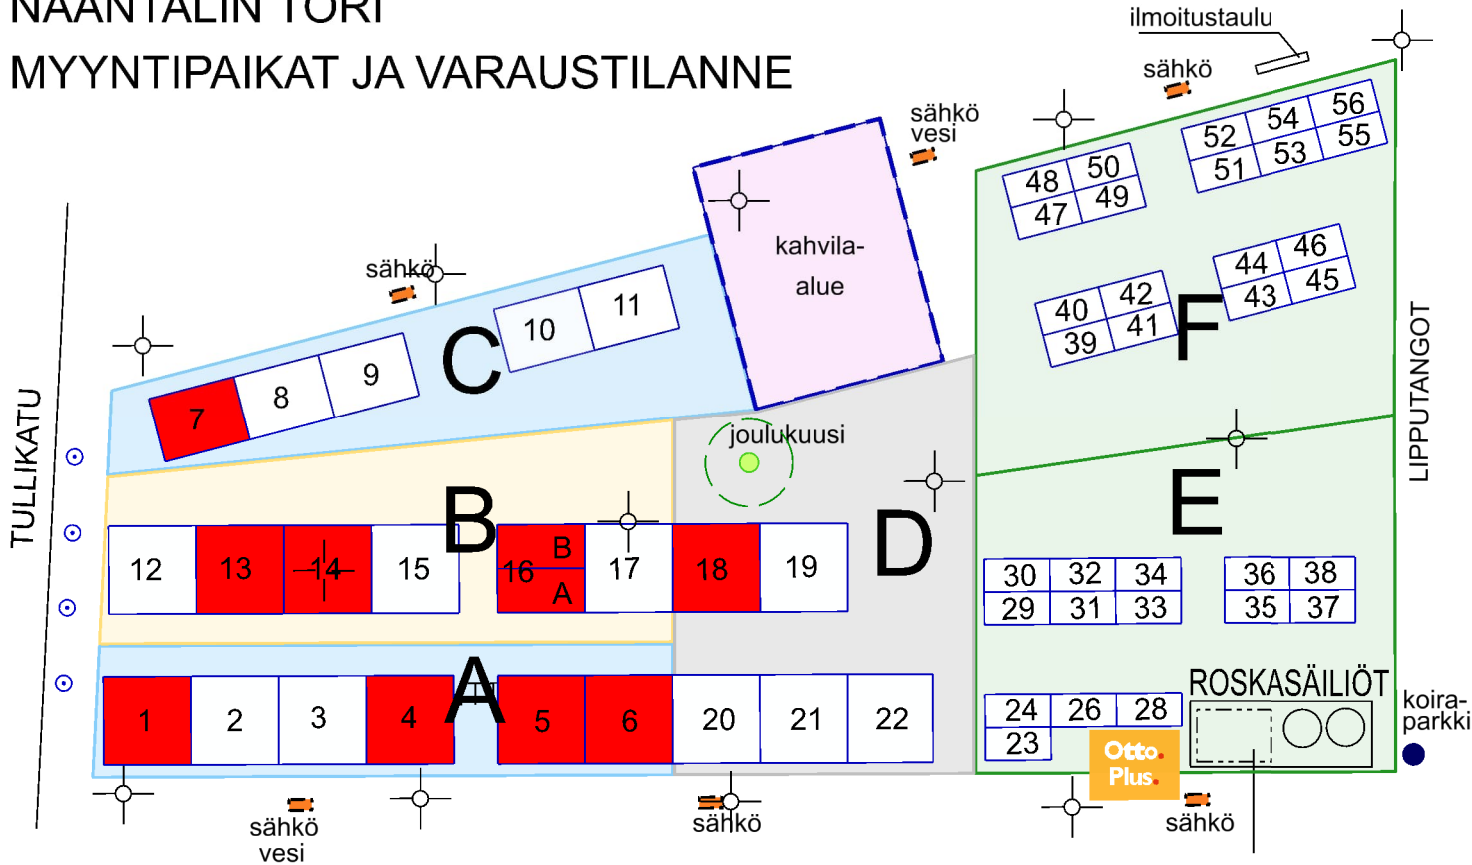 NAANTALIN TORI
MYYNTIPAIKAT JA VARAUSTILANNE
ilmoitustaulu
sähkö
sähkö
vesi
sähkö
kahvila-
alue
joulukuusi
TULLIKATU
LIPPUTANGOT
C
7 8 9 10 11
B
12 13 14 15 16 B A 17 18 19
D
A
1 2 3 4 5 6 20 21 22
F
48 50
47 49
52 54 56
51 53 55
40 42
39 41
44 46
43 45
E
30 32 34
29 31 33
36 38
35 37
24 26 28
23
ROSKASÄILIÖT
koira-
parkki
Otto.
Plus.
sähkö
vesi
sähkö
sähkö